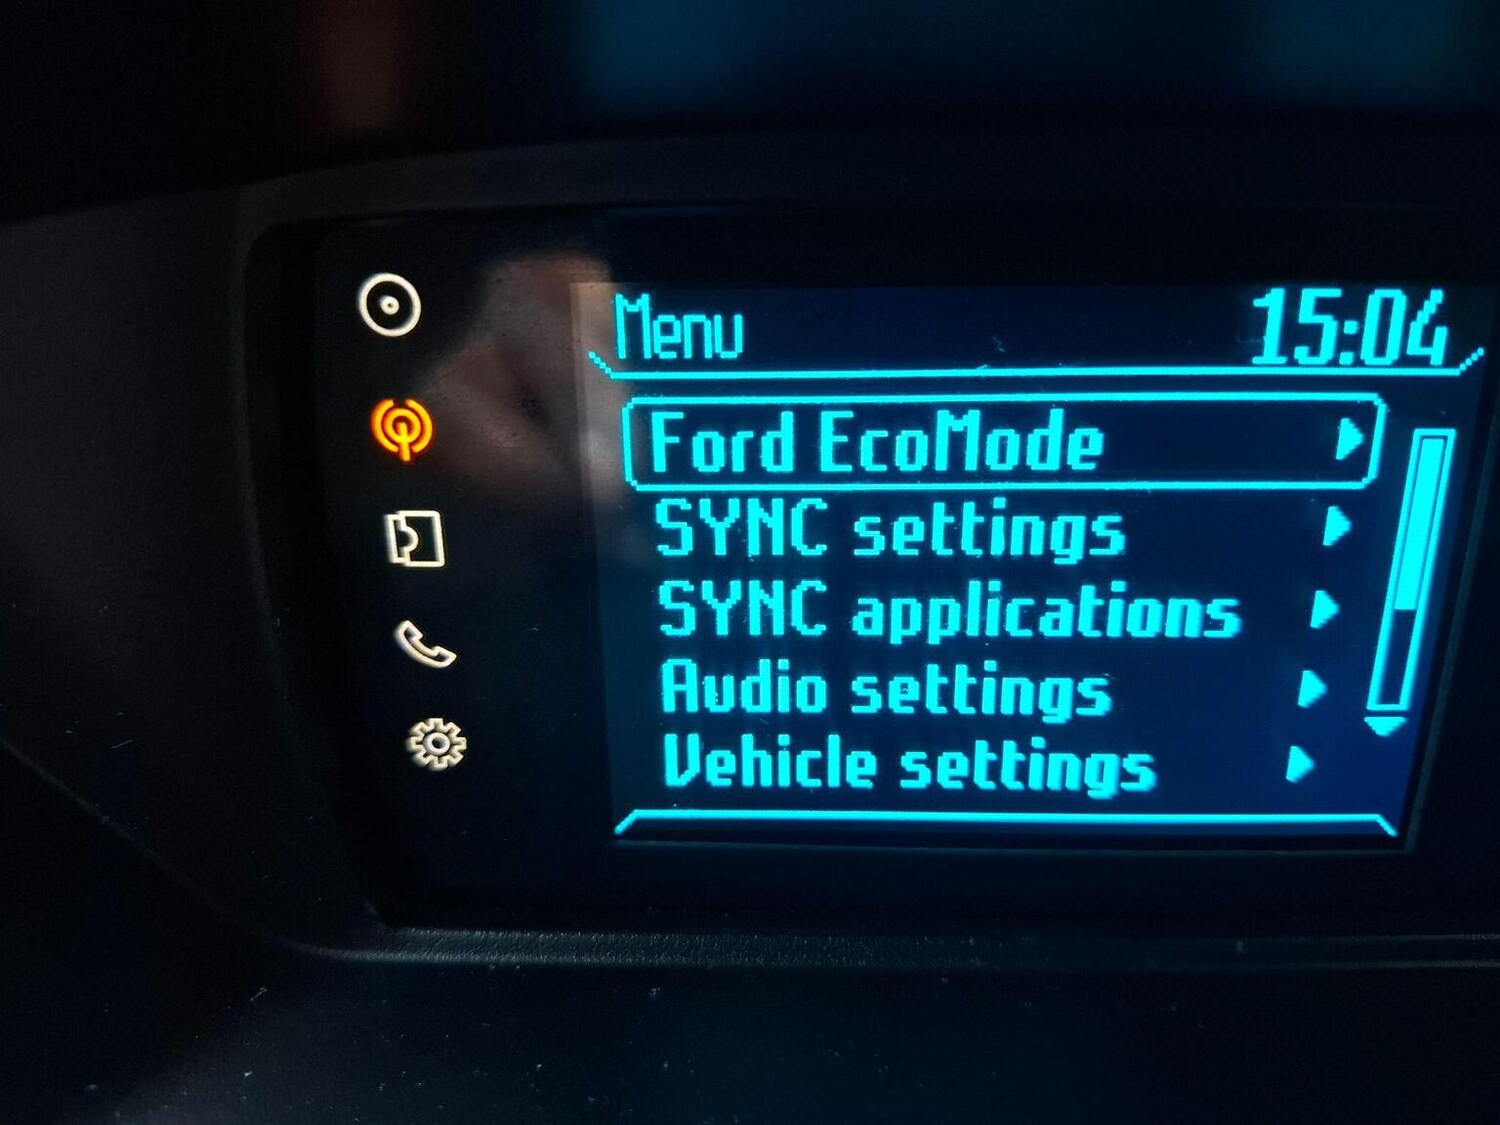 Menu 15:04
Ford EcoMode
SYNC settings
SYNC applications
Audio settings
Vehicle settings